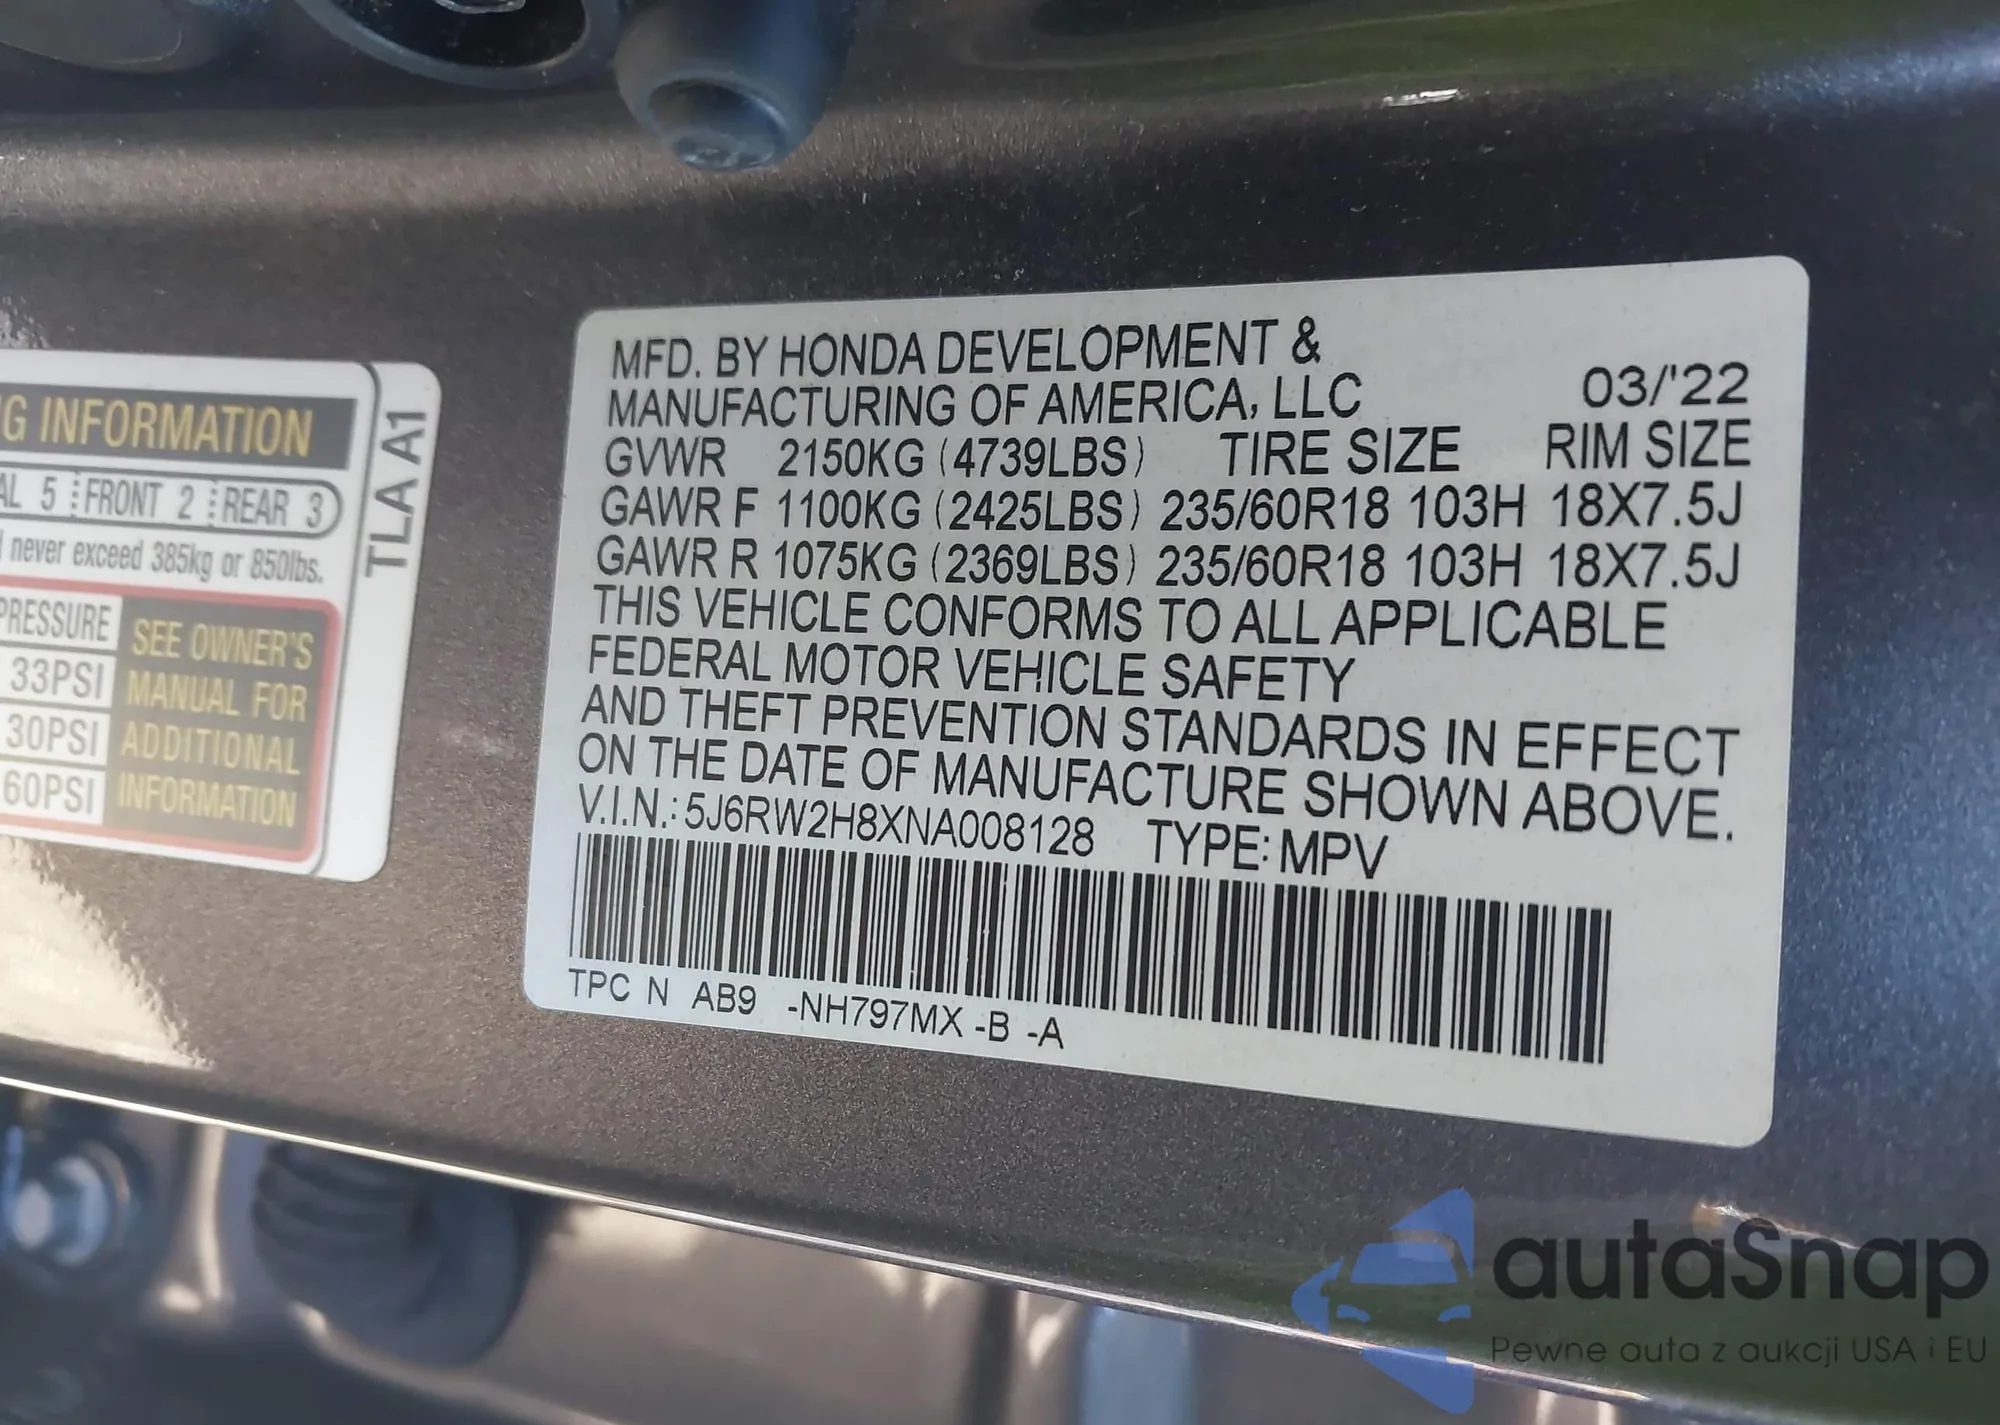 G INFORMATION
AL 5 FRONT 2 REAR 3
never exceed 385kg or 850lbs.
PRESSURE
33PSI
30PSI
60PSI
SEE OWNER'S
MANUAL FOR
ADDITIONAL
INFORMATION
TLA A1
MFD. BY HONDA DEVELOPMENT &
MANUFACTURING OF AMERICA, LLC 03/'22
GVWR 2150KG (4739LBS) TIRE SIZE RIM SIZE
GAWR F 1100KG (2425LBS) 235/60R18 103H 18X7.5J
GAWR R 1075KG (2369LBS) 235/60R18 103H 18X7.5J
THIS VEHICLE CONFORMS TO ALL APPLICABLE
FEDERAL MOTOR VEHICLE SAFETY
AND THEFT PREVENTION STANDARDS IN EFFECT
ON THE DATE OF MANUFACTURE SHOWN ABOVE.
V.I.N.: 5J6RW2H8XNA008128 TYPE: MPV
TPC N AB9 -NH797MX -B -A
autaSnap
Pewne auta z aukcji USA i EU